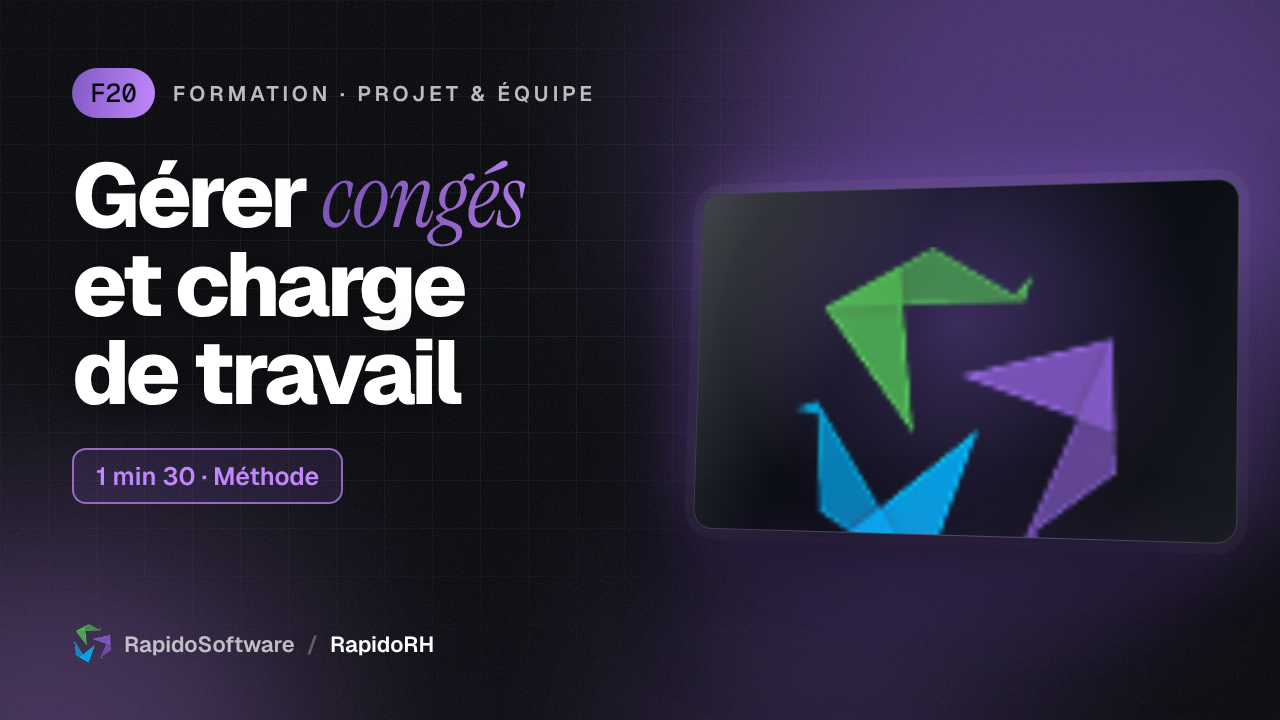 F20 FORMATION · PROJET & ÉQUIPE
Gérer congés
et charge
de travail
1 min 30 · Méthode
RapidoSoftware / RapidoRH